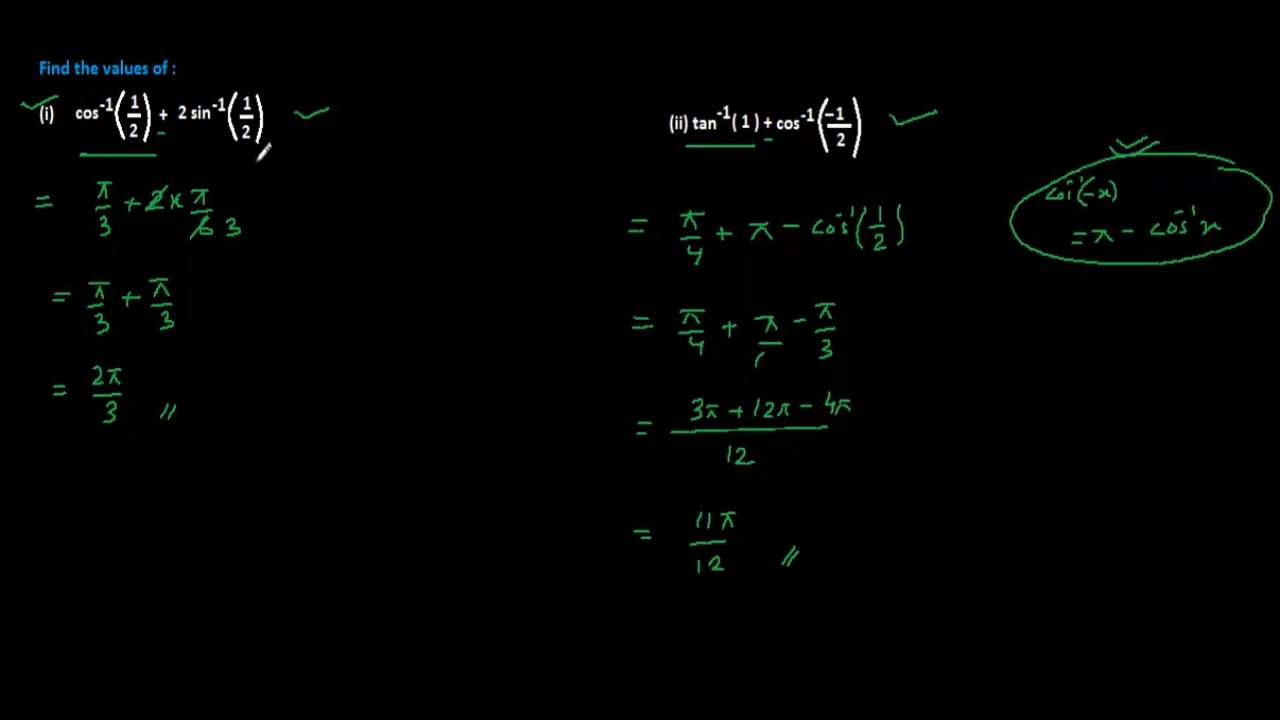 Find the values of :
(i) cos⁻¹(1/2) + 2 sin⁻¹(1/2)
= π/3 + 2 × π/6 3
= π/3 + π/3
= 2π/3 //
(ii) tan⁻¹(1) + cos⁻¹(-1/2)
= π/4 + π - cos⁻¹(1/2)
= π/4 + π/1 - π/3
= 3π + 12π - 4π / 12
= 11π/12 //
cos⁻¹(-x)
= π - cos⁻¹x